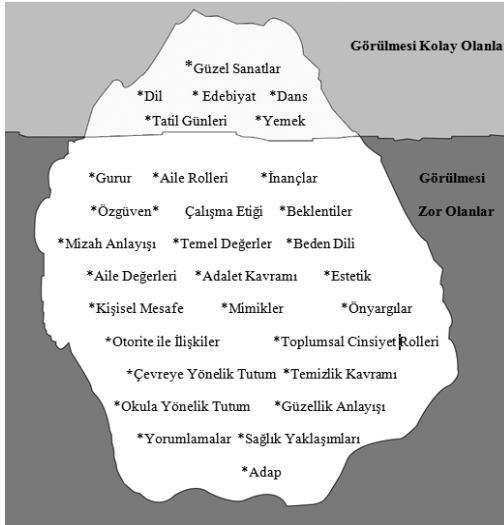 Görülmesi Kolay Olanla
*Güzel Sanatlar
*Dil *Edebiyat *Dans
*Tatil Günleri *Yemek
*Gurur *Aile Rolleri *İnançlar Görülmesi
*Özgüven* Çalışma Etiği *Beklentiler Zor Olanlar
*Mizah Anlayışı *Temel Değerler *Beden Dili
*Aile Değerleri *Adalet Kavramı *Estetik
*Kişisel Mesafe *Mimikler *Önyargılar
*Otorite ile İlişkiler *Toplumsal Cinsiyet Rolleri
*Çevreye Yönelik Tutum *Temizlik Kavramı
*Okula Yönelik Tutum *Güzellik Anlayışı
*Yorumlamalar *Sağlık Yaklaşımları
*Adap